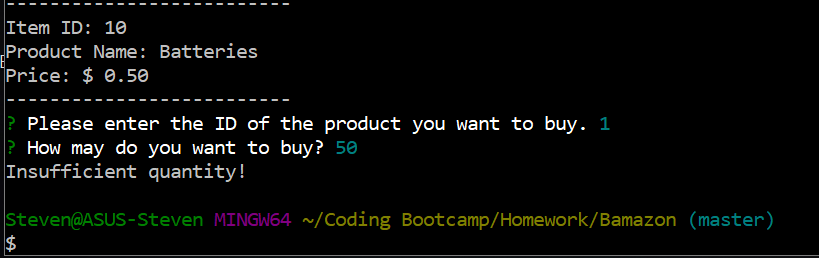 --------------------------
Item ID: 10
Product Name: Batteries
Price: $ 0.50
--------------------------
? Please enter the ID of the product you want to buy. 1
? How may do you want to buy? 50
Insufficient quantity!
Steven@ASUS-Steven MINGW64 ~/Coding Bootcamp/Homework/Bamazon (master)
$